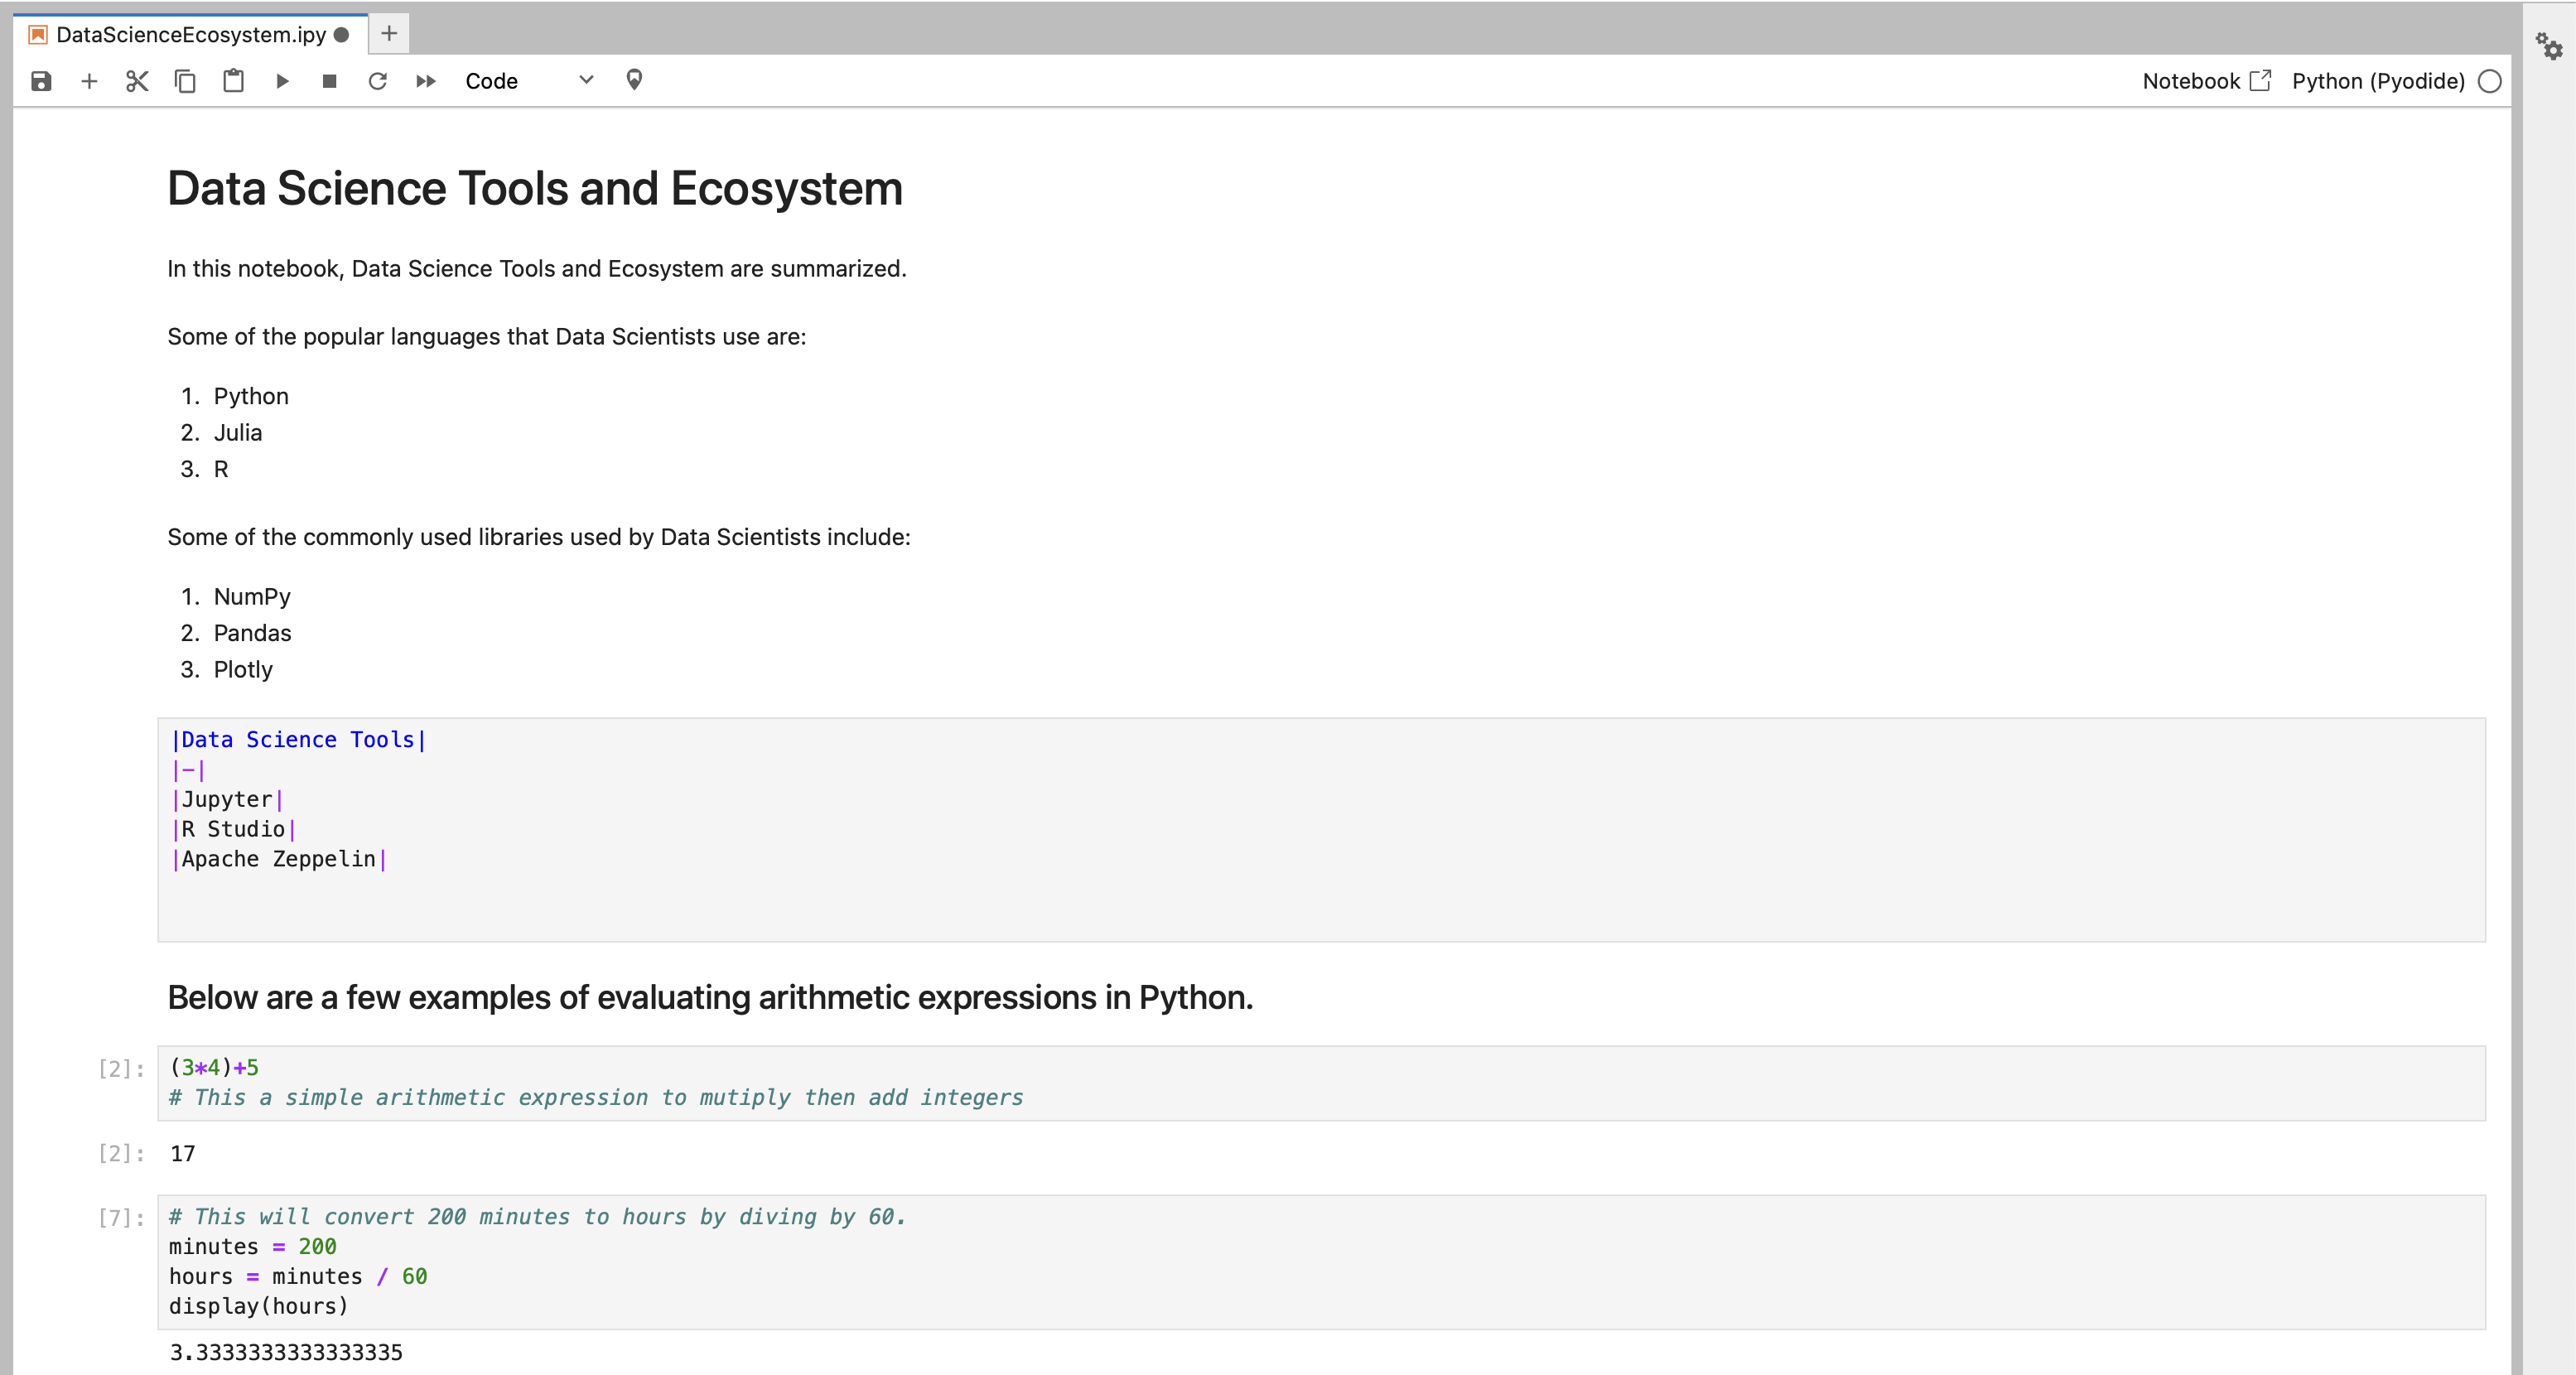 DataScienceEcosystem.ipy
Code
Notebook
Python (Pyodide)
Data Science Tools and Ecosystem
In this notebook, Data Science Tools and Ecosystem are summarized.
Some of the popular languages that Data Scientists use are:
1. Python
2. Julia
3. R
Some of the commonly used libraries used by Data Scientists include:
1. NumPy
2. Pandas
3. Plotly
|Data Science Tools|
|-|
|Jupyter|
|R Studio|
|Apache Zeppelin|
Below are a few examples of evaluating arithmetic expressions in Python.
[2]: (3*4)+5
# This a simple arithmetic expression to mutiply then add integers
[2]: 17
[7]: # This will convert 200 minutes to hours by diving by 60.
minutes = 200
hours = minutes / 60
display(hours)
3.3333333333333335